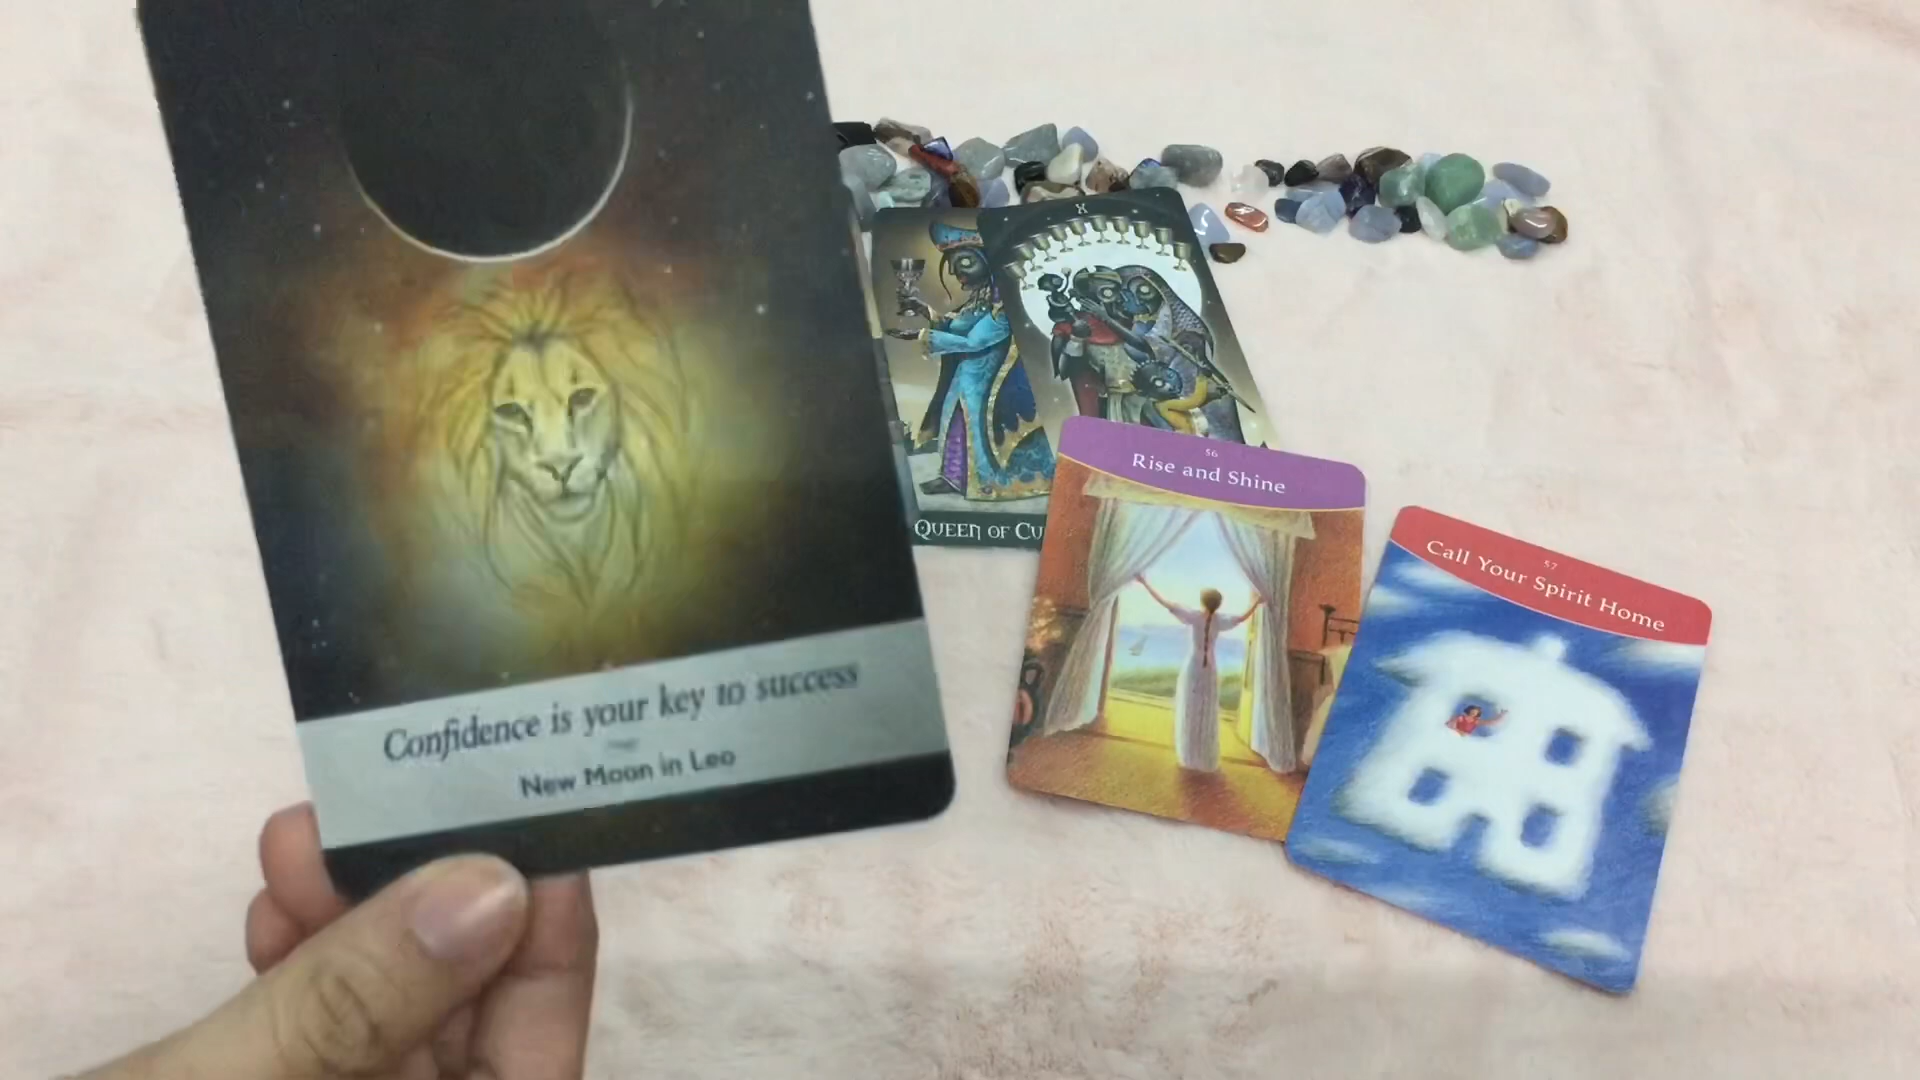 Confidence is your key to success
New Moon in Leo
X
QUEEN OF CU
56
Rise and Shine
57
Call Your Spirit Home